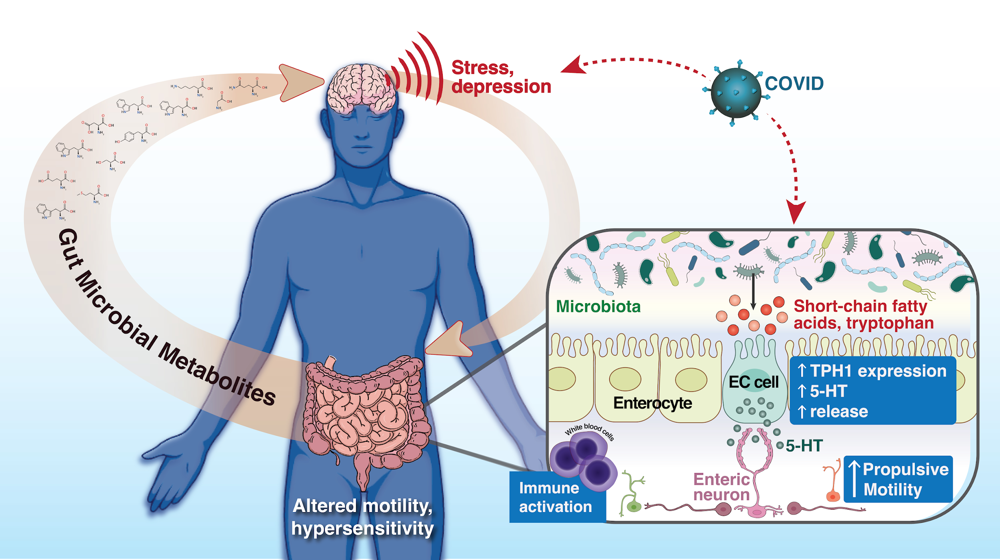 Stress,
depression
COVID
Gut Microbial Metabolites
Microbiota
Short-chain fatty
acids, tryptophan
↑ TPH1 expression
↑ 5-HT
↑ release
EC cell
Enterocyte
White blood cells
5-HT
Enteric
neuron
↑ Propulsive
Motility
Immune
activation
Altered motility,
hypersensitivity